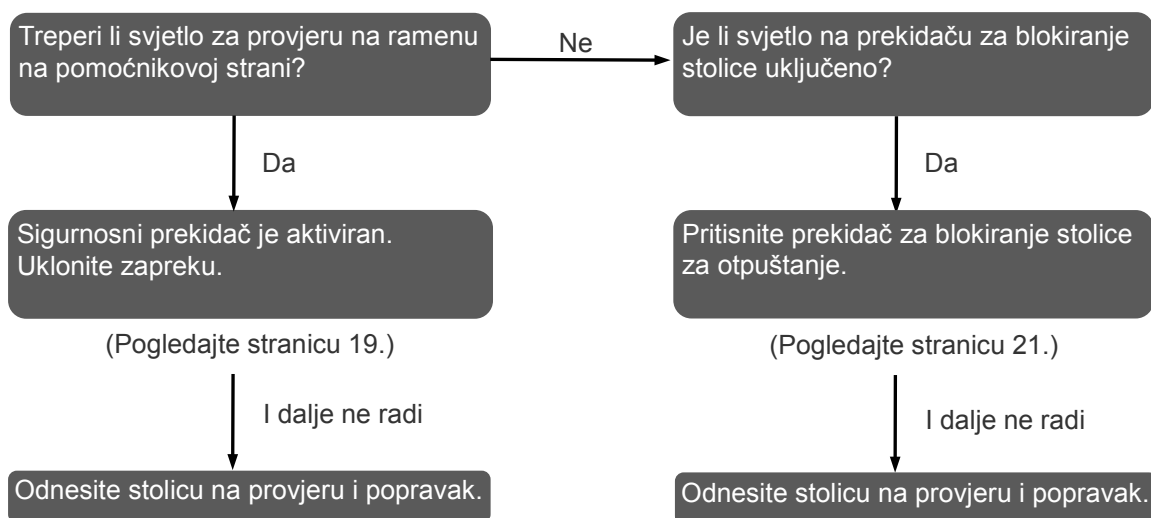 Treperi li svjetlo za provjeru na ramenu
na pomoćnikovoj strani?
Ne
Je li svjetlo na prekidaču za blokiranje
stolice uključeno?
Da
Da
Sigurnosni prekidač je aktiviran.
Uklonite zapreku.
Pritisnite prekidač za blokiranje stolice
za otpuštanje.
(Pogledajte stranicu 19.)
(Pogledajte stranicu 21.)
I dalje ne radi
I dalje ne radi
Odnesite stolicu na provjeru i popravak.
Odnesite stolicu na provjeru i popravak.